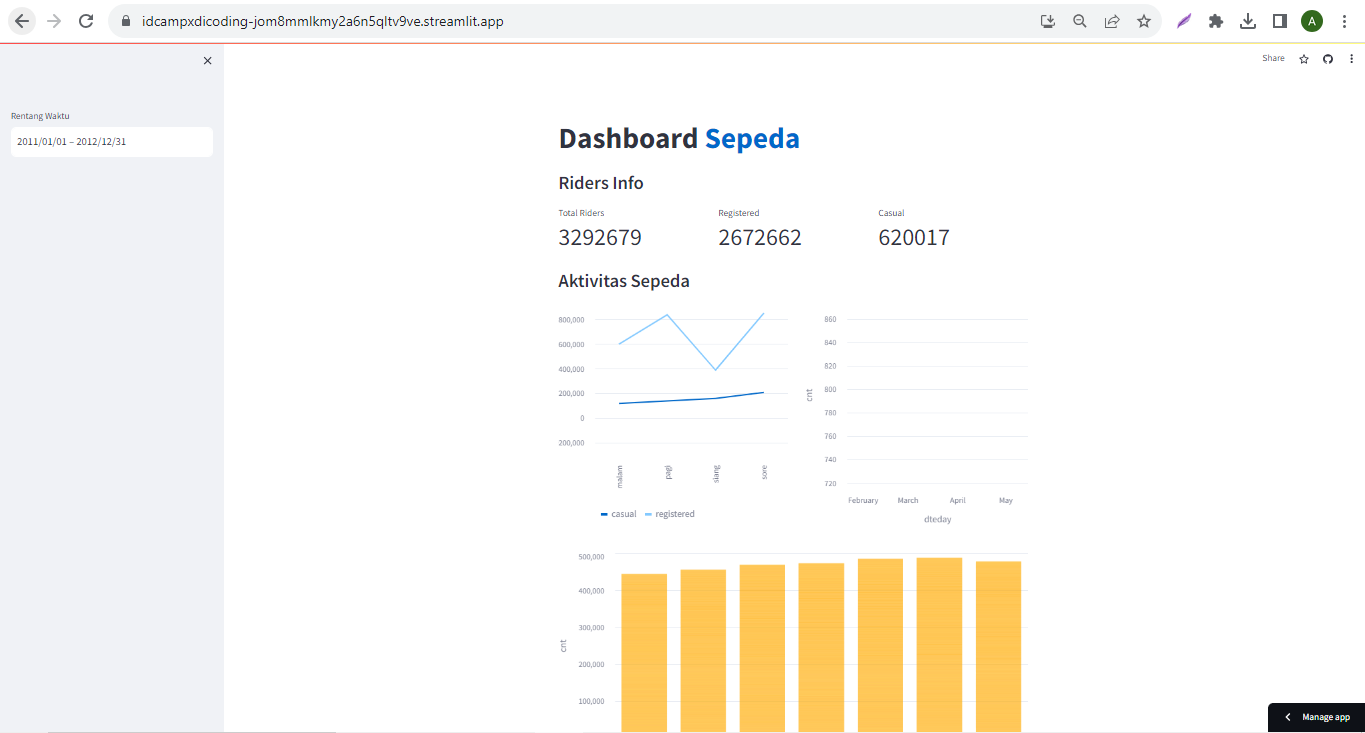 idcampxdicoding-jom8mmlkmy2a6n5qltv9ve.streamlit.app
A
Share
Rentang Waktu
2011/01/01 – 2012/12/31
Dashboard Sepeda
Riders Info
Total Riders
Registered
Casual
3292679
2672662
620017
Aktivitas Sepeda
800,000
600,000
400,000
200,000
0
200,000
malam
pagi
siang
sore
casual
registered
860
840
820
800
780
760
740
720
cnt
February
March
April
May
dteday
500,000
400,000
300,000
200,000
100,000
cnt
Manage app